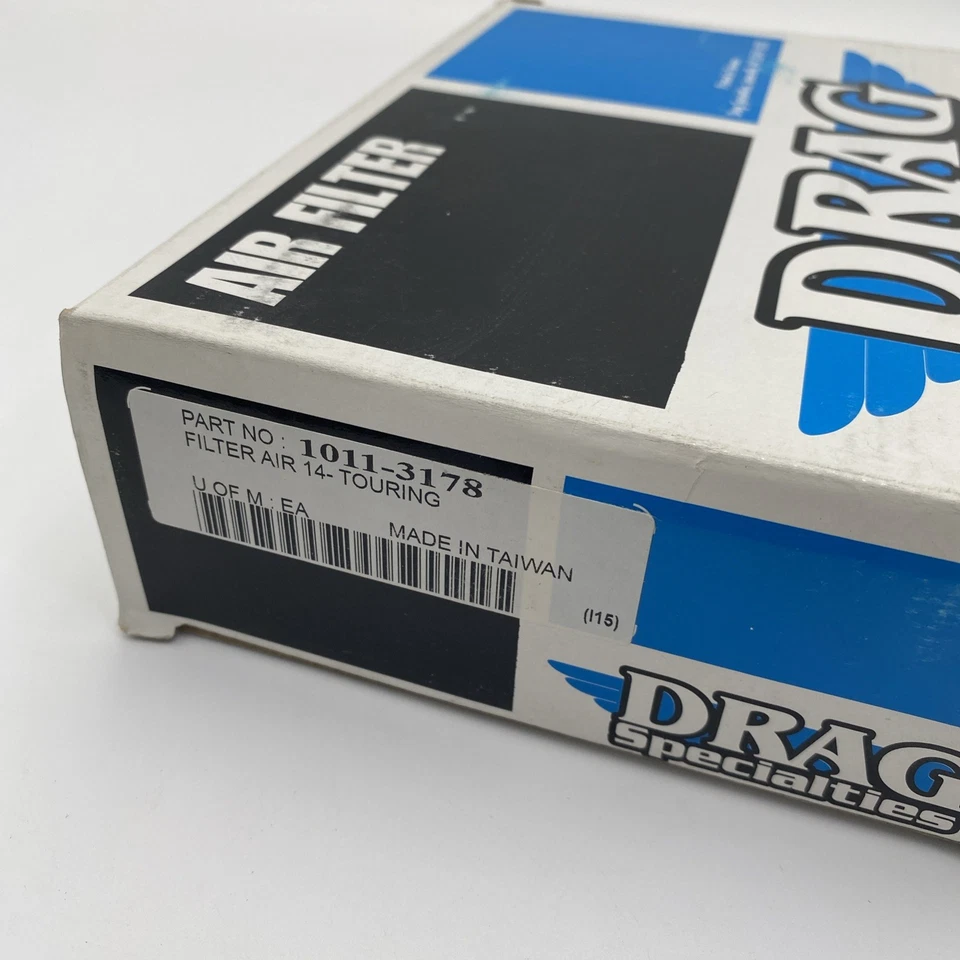 AIR FILTER
DRAG
PART NO : 1011-3178
FILTER AIR 14- TOURING
U OF M : EA
MADE IN TAIWAN
(I15)
DRAG
Specialties